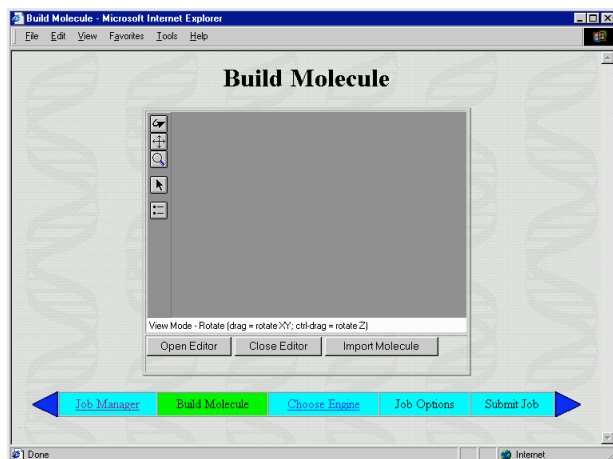 Build Molecule - Microsoft Internet Explorer
File Edit View Favorites Tools Help
Build Molecule
View Mode - Rotate (drag = rotate XY; ctrl-drag = rotate Z)
Open Editor Close Editor Import Molecule
Job Manager Build Molecule Choose Engine Job Options Submit Job
Done Internet